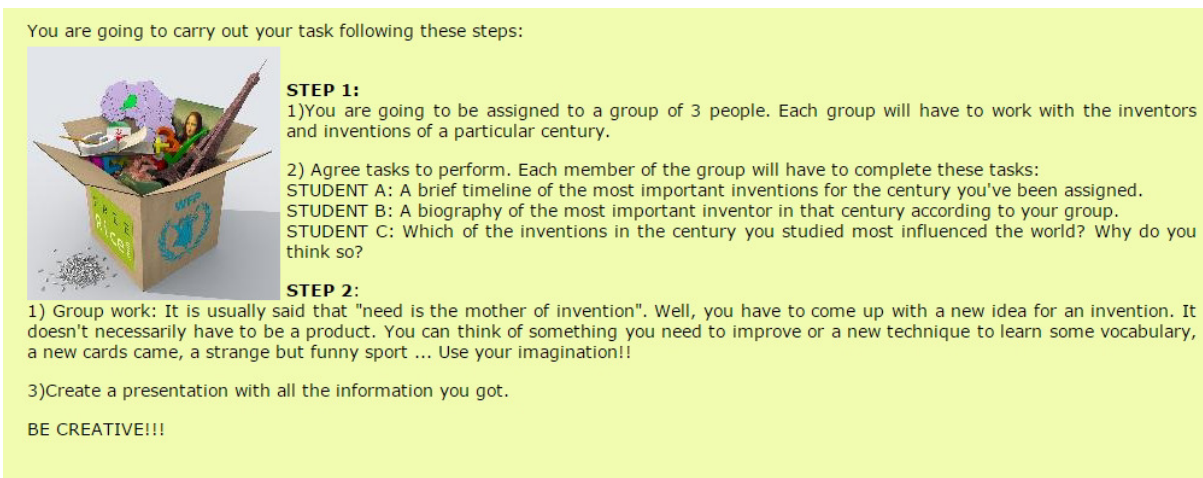 You are going to carry out your task following these steps:
STEP 1:
1)You are going to be assigned to a group of 3 people. Each group will have to work with the inventors
and inventions of a particular century.
2) Agree tasks to perform. Each member of the group will have to complete these tasks:
STUDENT A: A brief timeline of the most important inventions for the century you've been assigned.
STUDENT B: A biography of the most important inventor in that century according to your group.
STUDENT C: Which of the inventions in the century you studied most influenced the world? Why do you
think so?
FREE
Rice
WFP
STEP 2:
1) Group work: It is usually said that "need is the mother of invention". Well, you have to come up with a new idea for an invention. It
doesn't necessarily have to be a product. You can think of something you need to improve or a new technique to learn some vocabulary,
a new cards came, a strange but funny sport ... Use your imagination!!
3)Create a presentation with all the information you got.
BE CREATIVE!!!